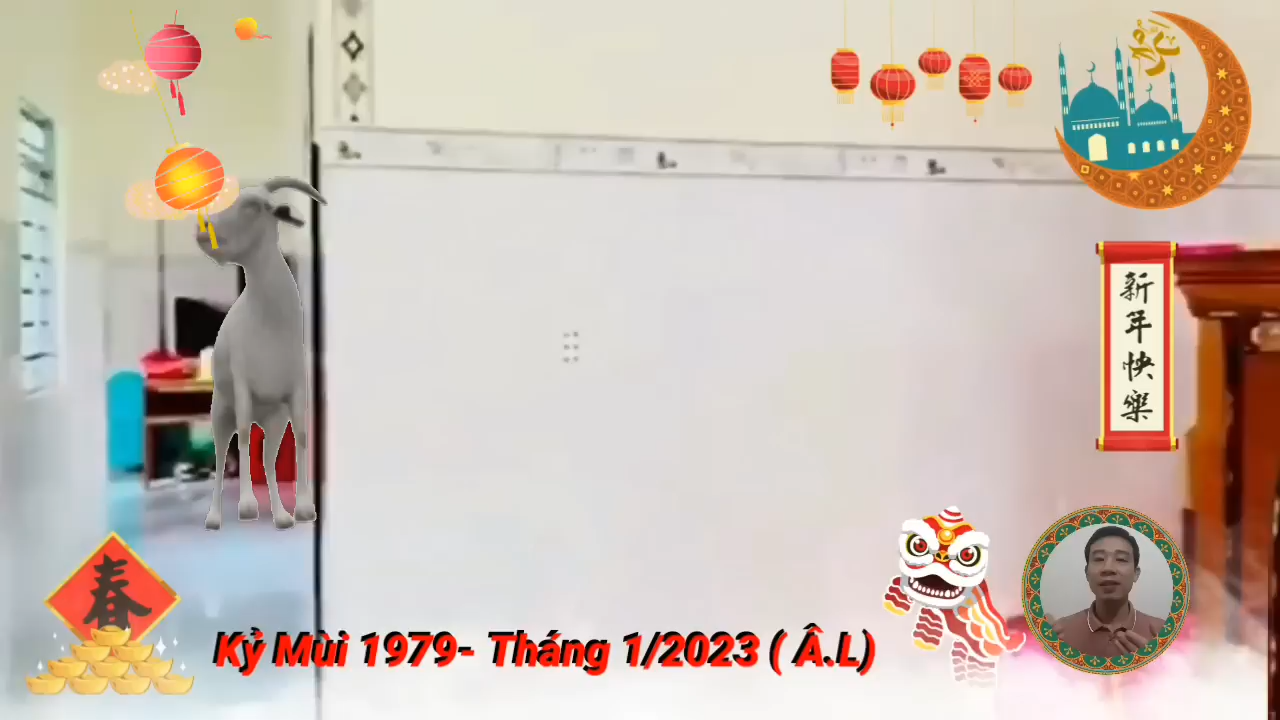 新
年
快
樂
春
Kỷ Mùi 1979- Tháng 1/2023 ( Â.L)